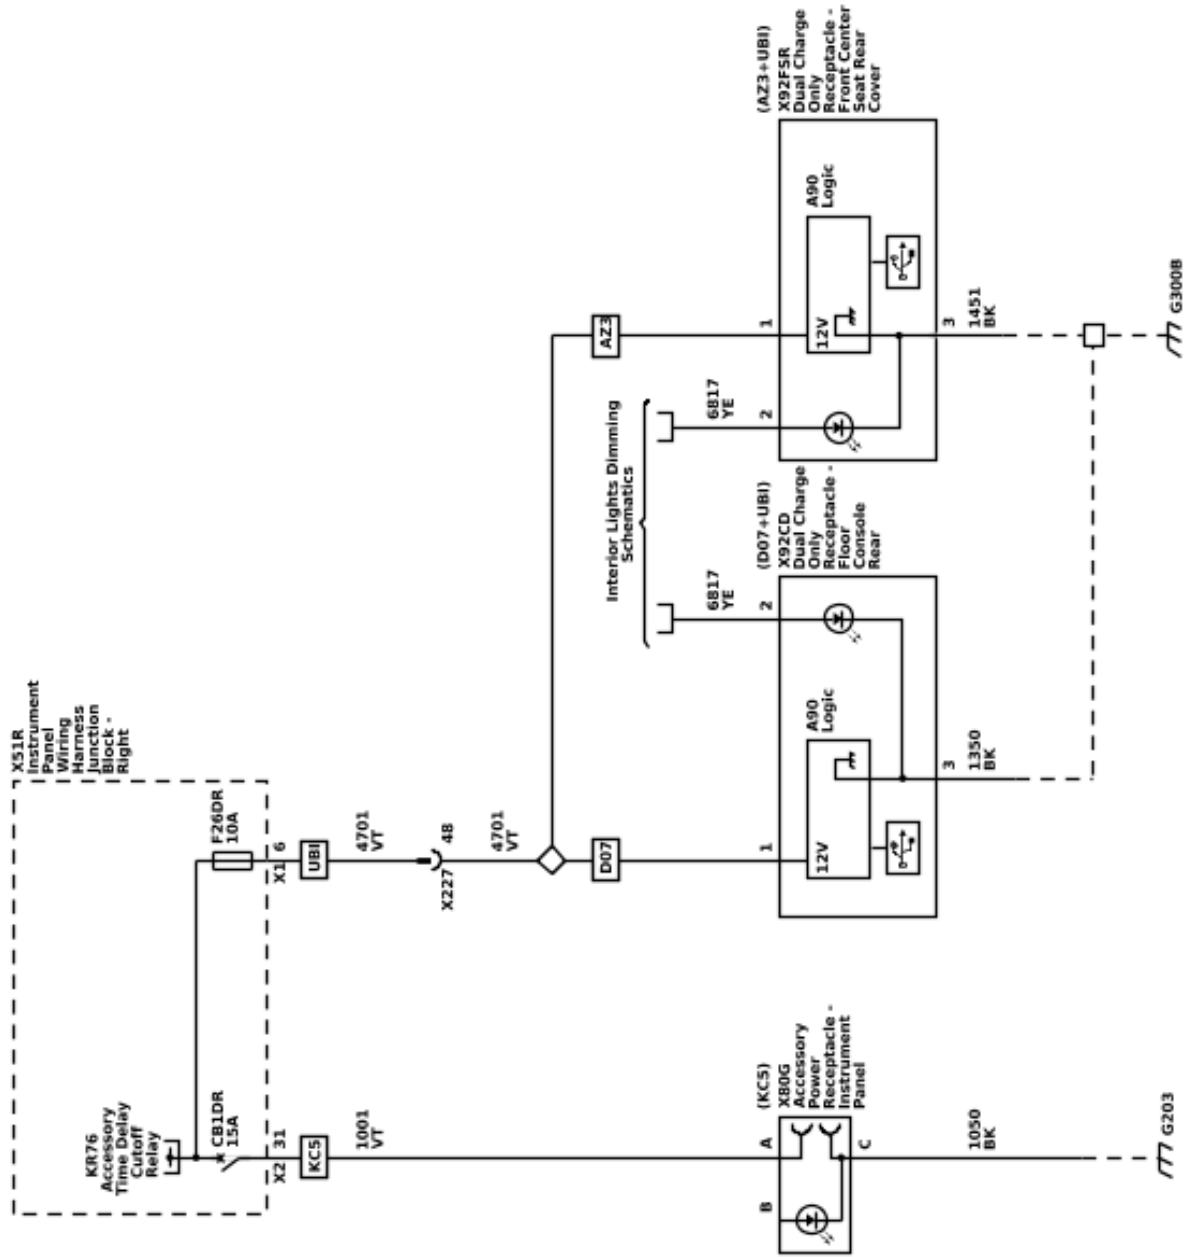 X51R
Instrument
Panel
Wiring
Harness
Junction
Block -
Right
KR76
Accessory
Time Delay
Cutoff
Relay
CB1DR
15A
F26DR
10A
X2 31
X1 6
KC5
UBI
1001
VT
4701
VT
X227
48
4701
VT
D07
AZ3
Interior Lights Dimming
Schematics
6817
YE
6817
YE
(KC5)
X80G
Accessory
Power
Receptacle -
Instrument
Panel
B
A
C
1050
BK
G203
(D07+UBI)
X92CD
Dual Charge
Only
Receptacle -
Floor
Console
Rear
1
2
12V
A90
Logic
3
1350
BK
(AZ3+UBI)
X92FSR
Dual Charge
Only
Receptacle -
Front Center
Seat Rear
Cover
2
1
12V
A90
Logic
3
1451
BK
G300B